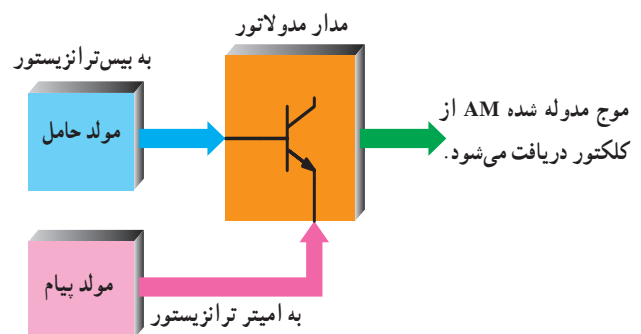 مدار مدولاتور
به بیس‌ترانزیستور
مولد حامل
موج مدوله شده AM از
کلکتور دریافت می‌شود.
مولد پیام
به امیتر ترانزیستور